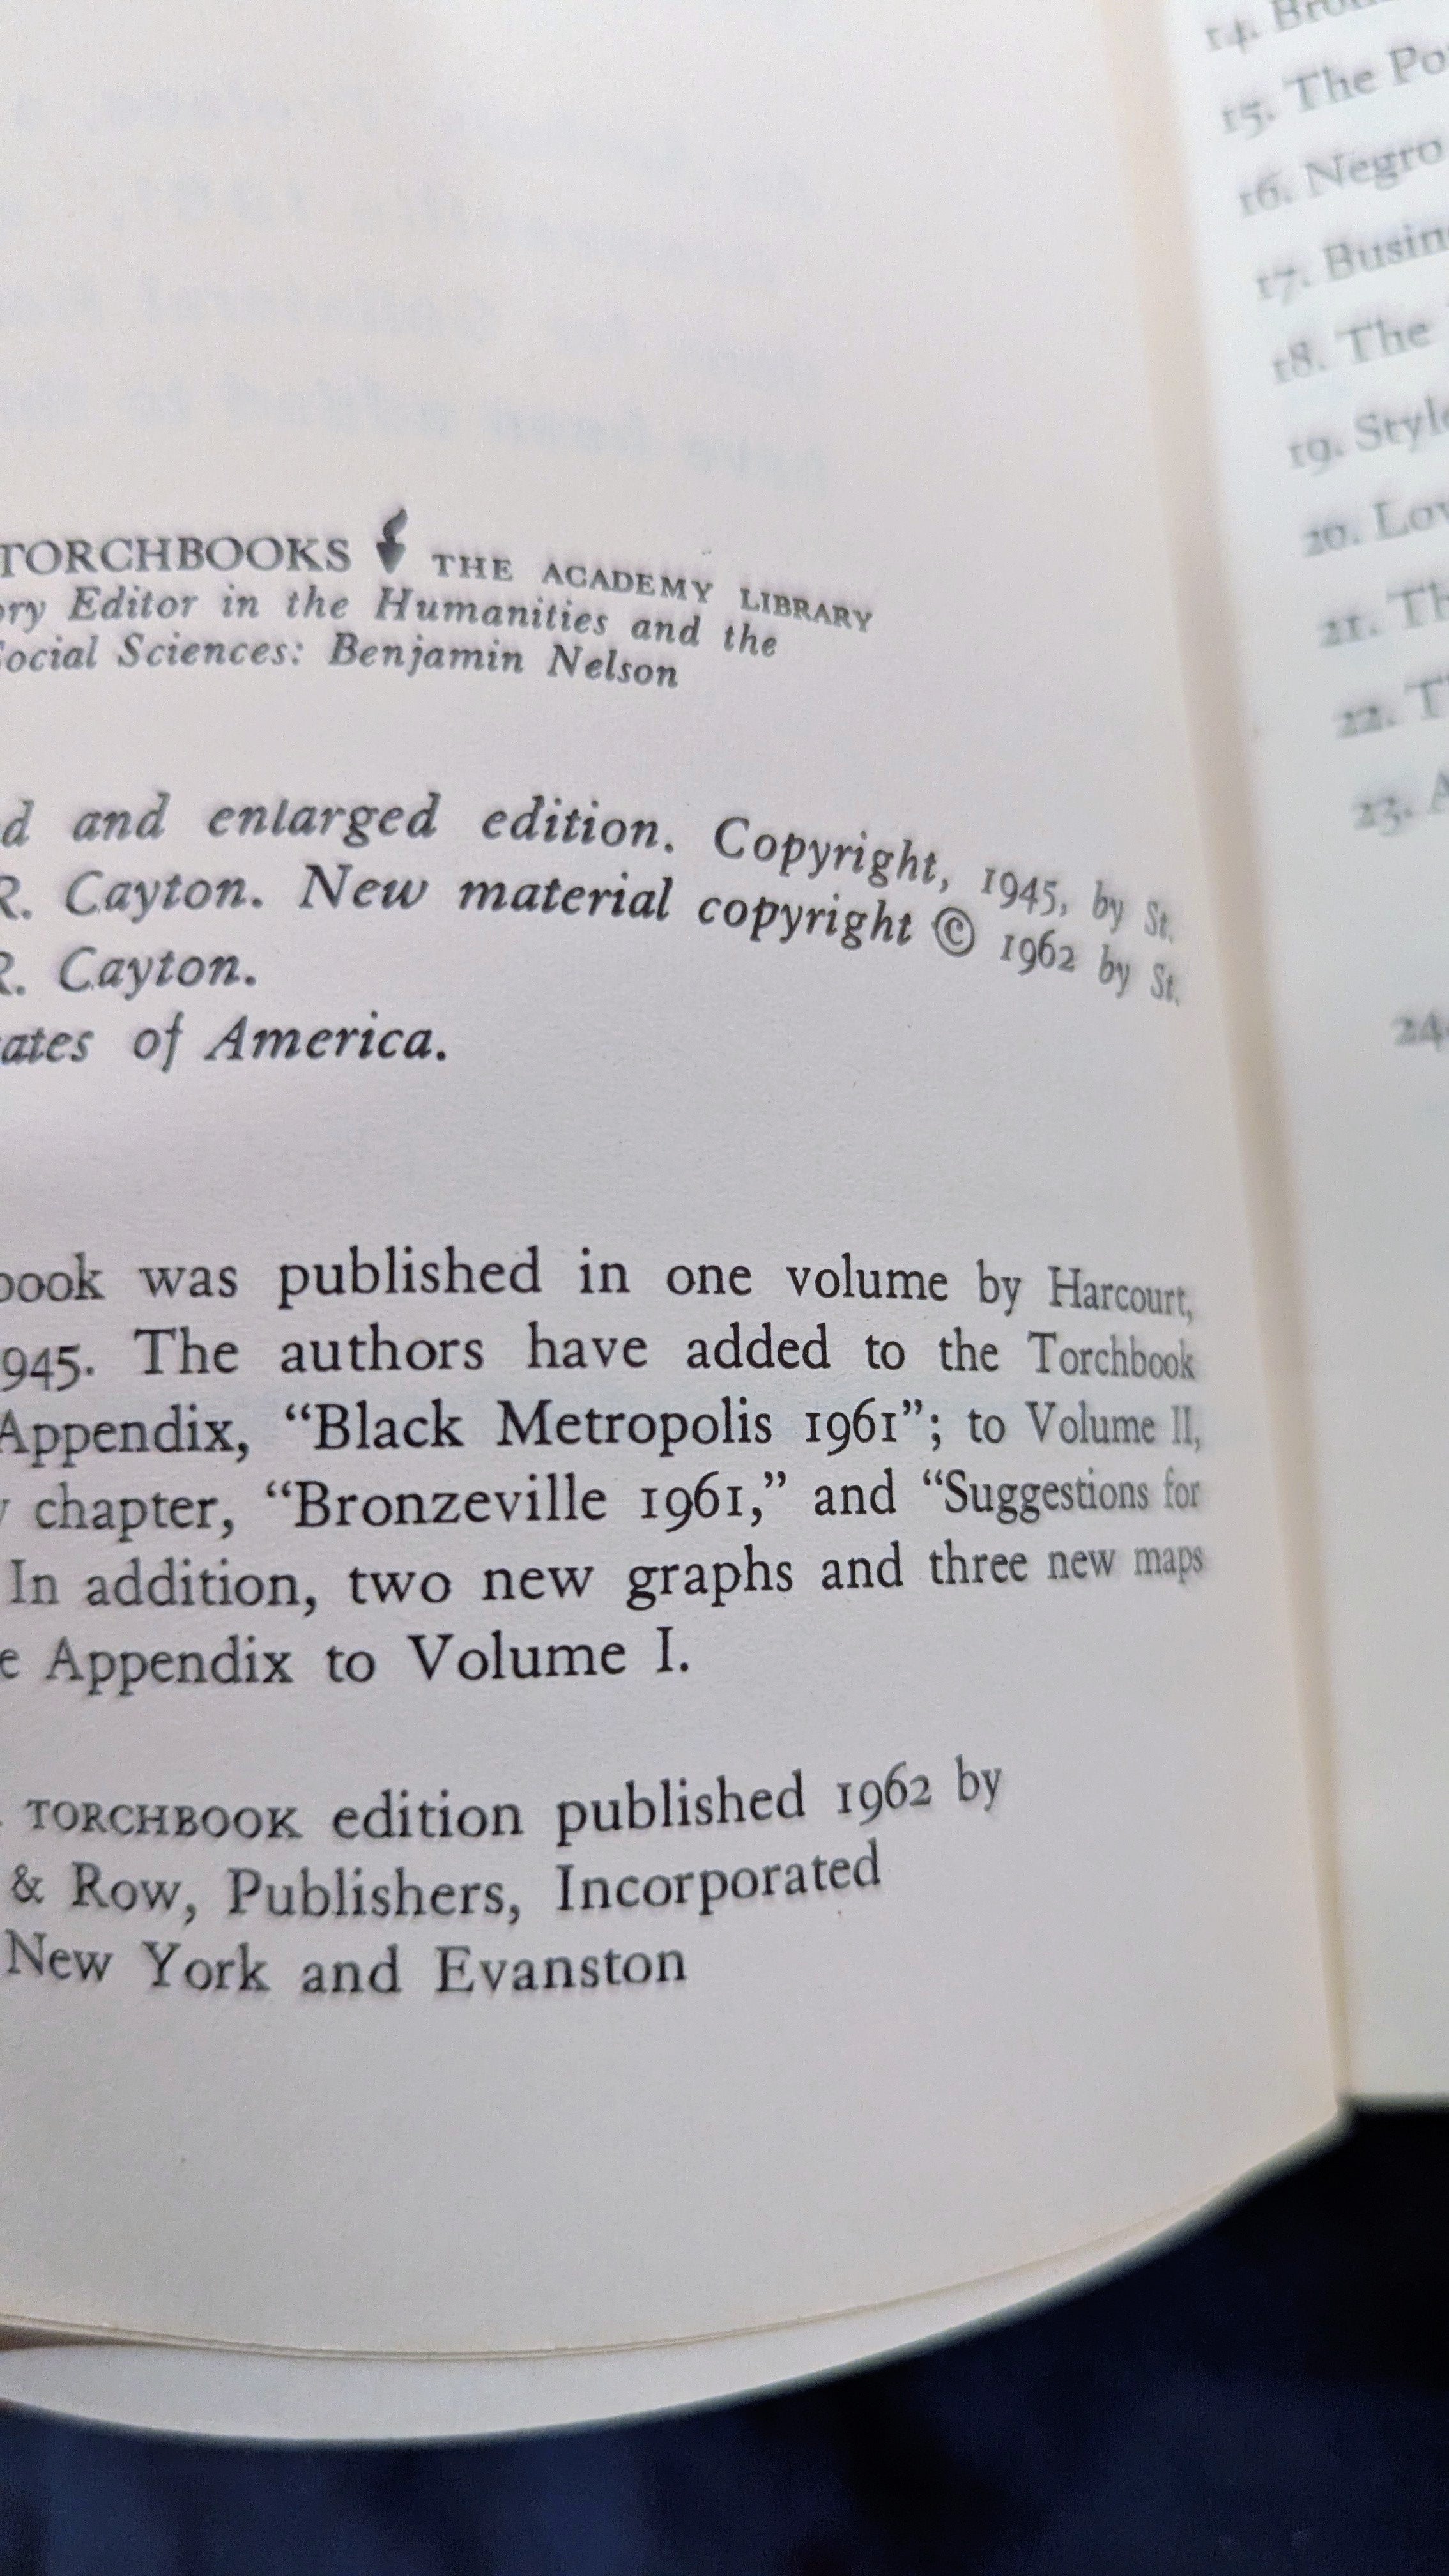 TORCHBOOKS THE ACADEMY LIBRARY
ory Editor in the Humanities and the
Social Sciences: Benjamin Nelson
d and enlarged edition. Copyright, 1945, by St.
R. Cayton. New material copyright © 1962 by St.
R. Cayton.
ates of America.
book was published in one volume by Harcourt,
945. The authors have added to the Torchbook
Appendix, “Black Metropolis 1961”; to Volume II,
chapter, “Bronzeville 1961,” and “Suggestions for
In addition, two new graphs and three new maps
e Appendix to Volume I.
TORCHBOOK edition published 1962 by
& Row, Publishers, Incorporated
New York and Evanston
14. Bron
15. The Po
16. Negro
17. Busin
18. The
19. Style
20. Lov
21. Th
22. T
23. A
24.